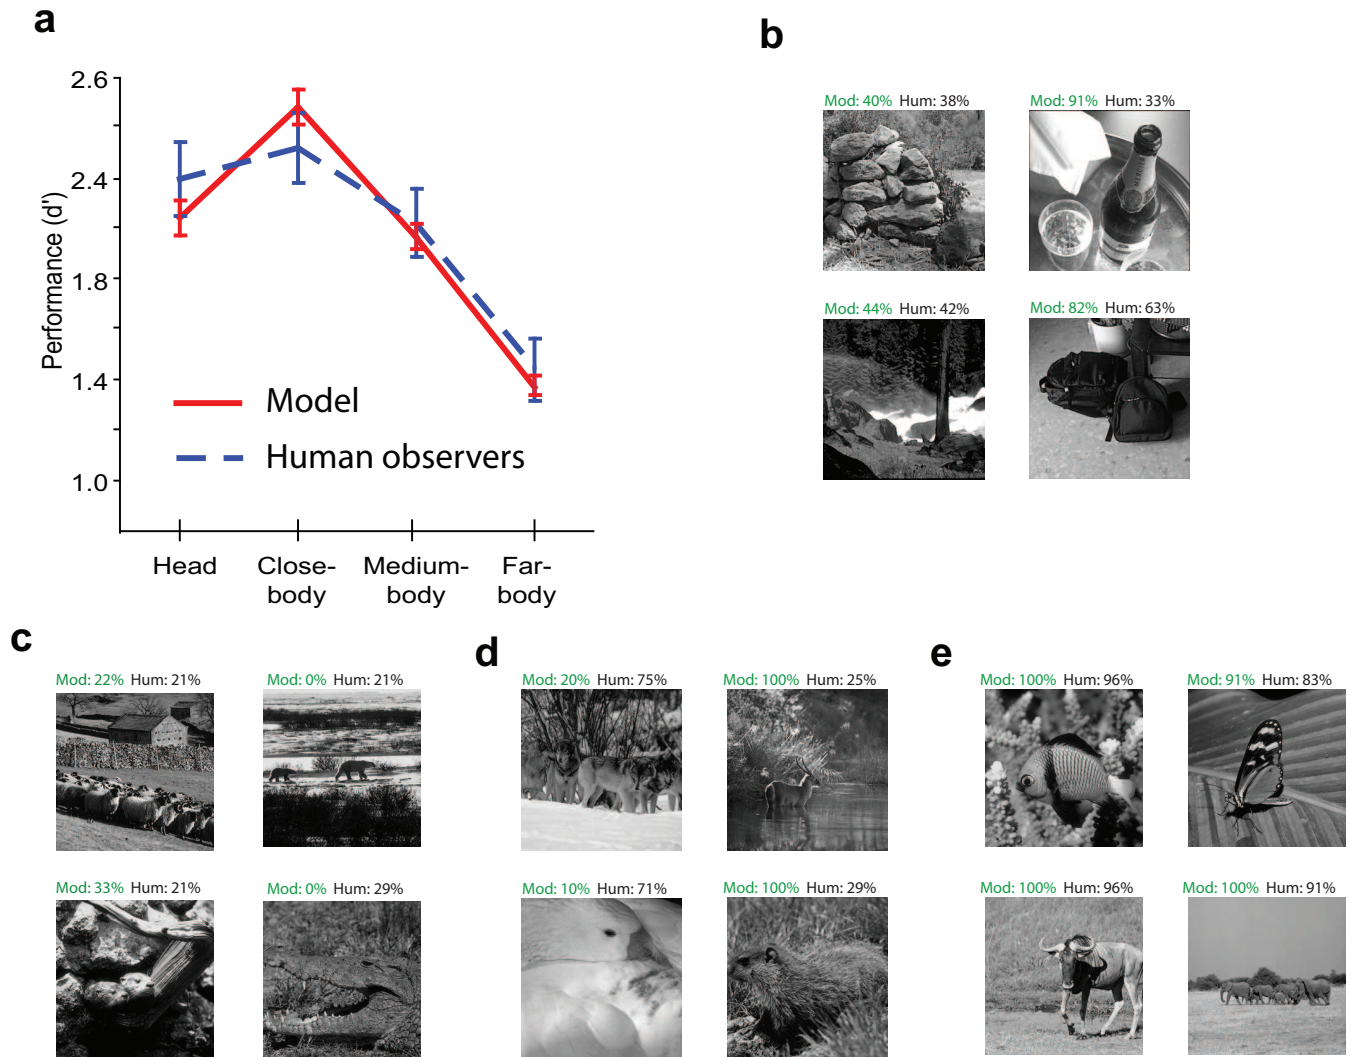 a
2.6
2.4
1.8
1.4
1.0
Performance (d')
Model
Human observers
Head
Close-
body
Medium-
body
Far-
body
b
Mod: 40% Hum: 38%
Mod: 91% Hum: 33%
Mod: 44% Hum: 42%
Mod: 82% Hum: 63%
c
Mod: 22% Hum: 21%
Mod: 0% Hum: 21%
Mod: 33% Hum: 21%
Mod: 0% Hum: 29%
d
Mod: 20% Hum: 75%
Mod: 100% Hum: 25%
Mod: 10% Hum: 71%
Mod: 100% Hum: 29%
e
Mod: 100% Hum: 96%
Mod: 91% Hum: 83%
Mod: 100% Hum: 96%
Mod: 100% Hum: 91%